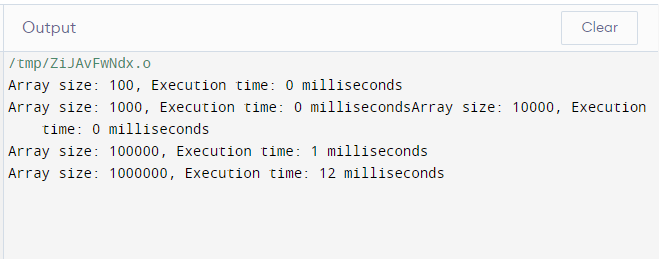 Output
Clear
/tmp/ZiJAvFwNdx.o
Array size: 100, Execution time: 0 milliseconds
Array size: 1000, Execution time: 0 millisecondsArray size: 10000, Execution
time: 0 milliseconds
Array size: 100000, Execution time: 1 milliseconds
Array size: 1000000, Execution time: 12 milliseconds